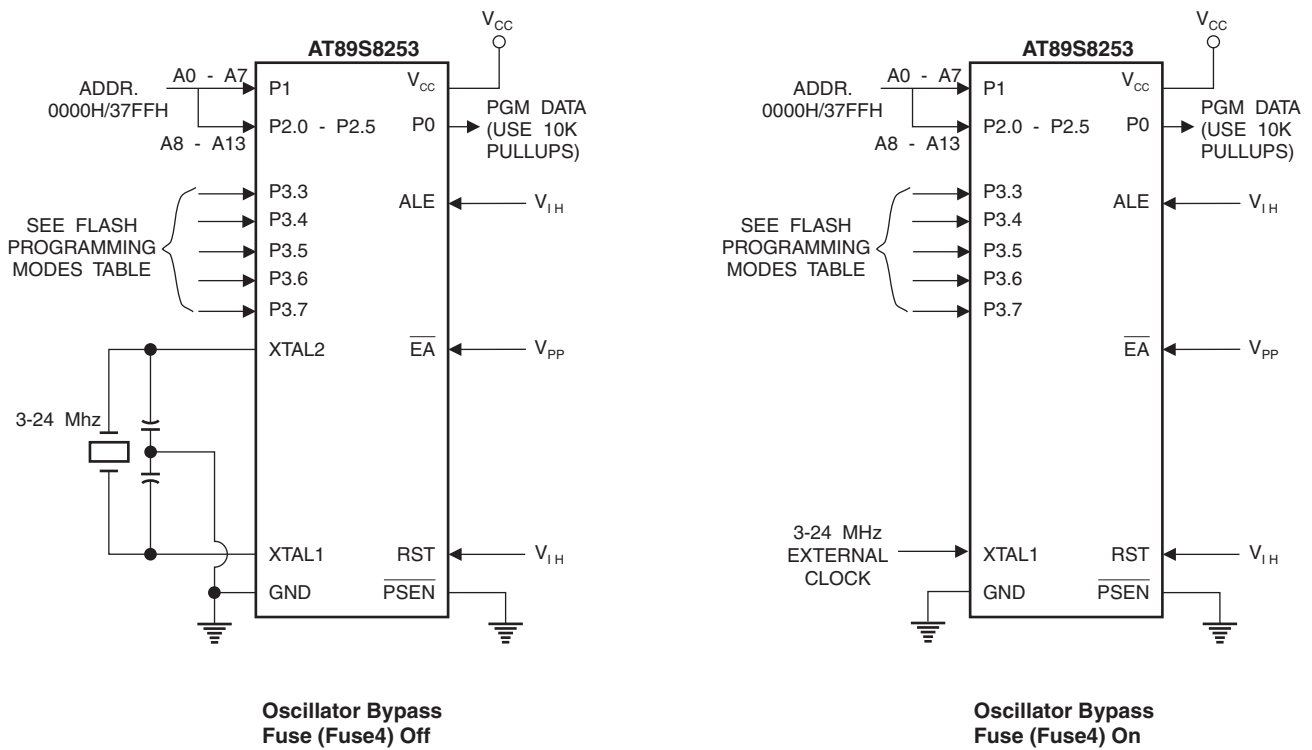 AT89S8253
VCC
ADDR.
0000H/37FFH
A0 - A7
A8 - A13
P1
P2.0 - P2.5
VCC
P0
PGM DATA
(USE 10K
PULLUPS)
SEE FLASH
PROGRAMMING
MODES TABLE
P3.3
P3.4
P3.5
P3.6
P3.7
ALE
VIH
EA
VPP
XTAL2
3-24 Mhz
XTAL1
GND
RST
VIH
PSEN
Oscillator Bypass
Fuse (Fuse4) Off
AT89S8253
VCC
ADDR.
0000H/37FFH
A0 - A7
A8 - A13
P1
P2.0 - P2.5
VCC
P0
PGM DATA
(USE 10K
PULLUPS)
SEE FLASH
PROGRAMMING
MODES TABLE
P3.3
P3.4
P3.5
P3.6
P3.7
ALE
VIH
EA
VPP
3-24 MHz
EXTERNAL
CLOCK
XTAL1
GND
RST
VIH
PSEN
Oscillator Bypass
Fuse (Fuse4) On